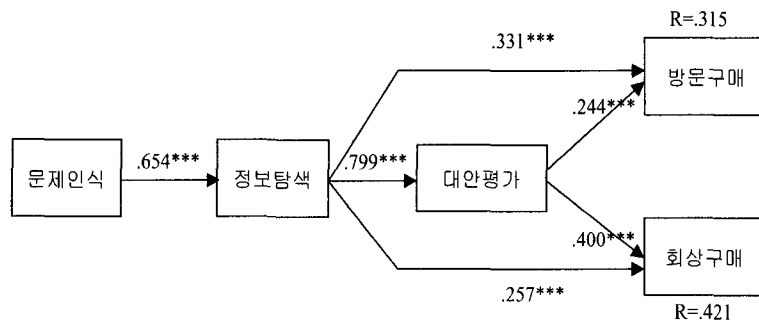 R=.315
.331***
방문구매
.244***
.654***
.799***
문제인식
정보탐색
대안평가
.400***
회상구매
.257***
R=.421